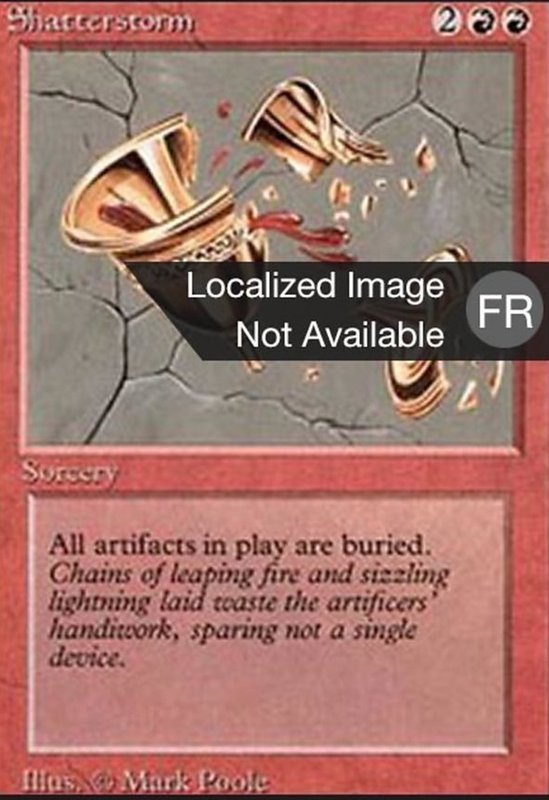 Shatterstorm 2
Localized Image
Not Available
FR
Sorcery
All artifacts in play are buried.
Chains of leaping fire and sizzling
lightning laid waste the artificers'
handiwork, sparing not a single
device.
Illus. © Mark Poole